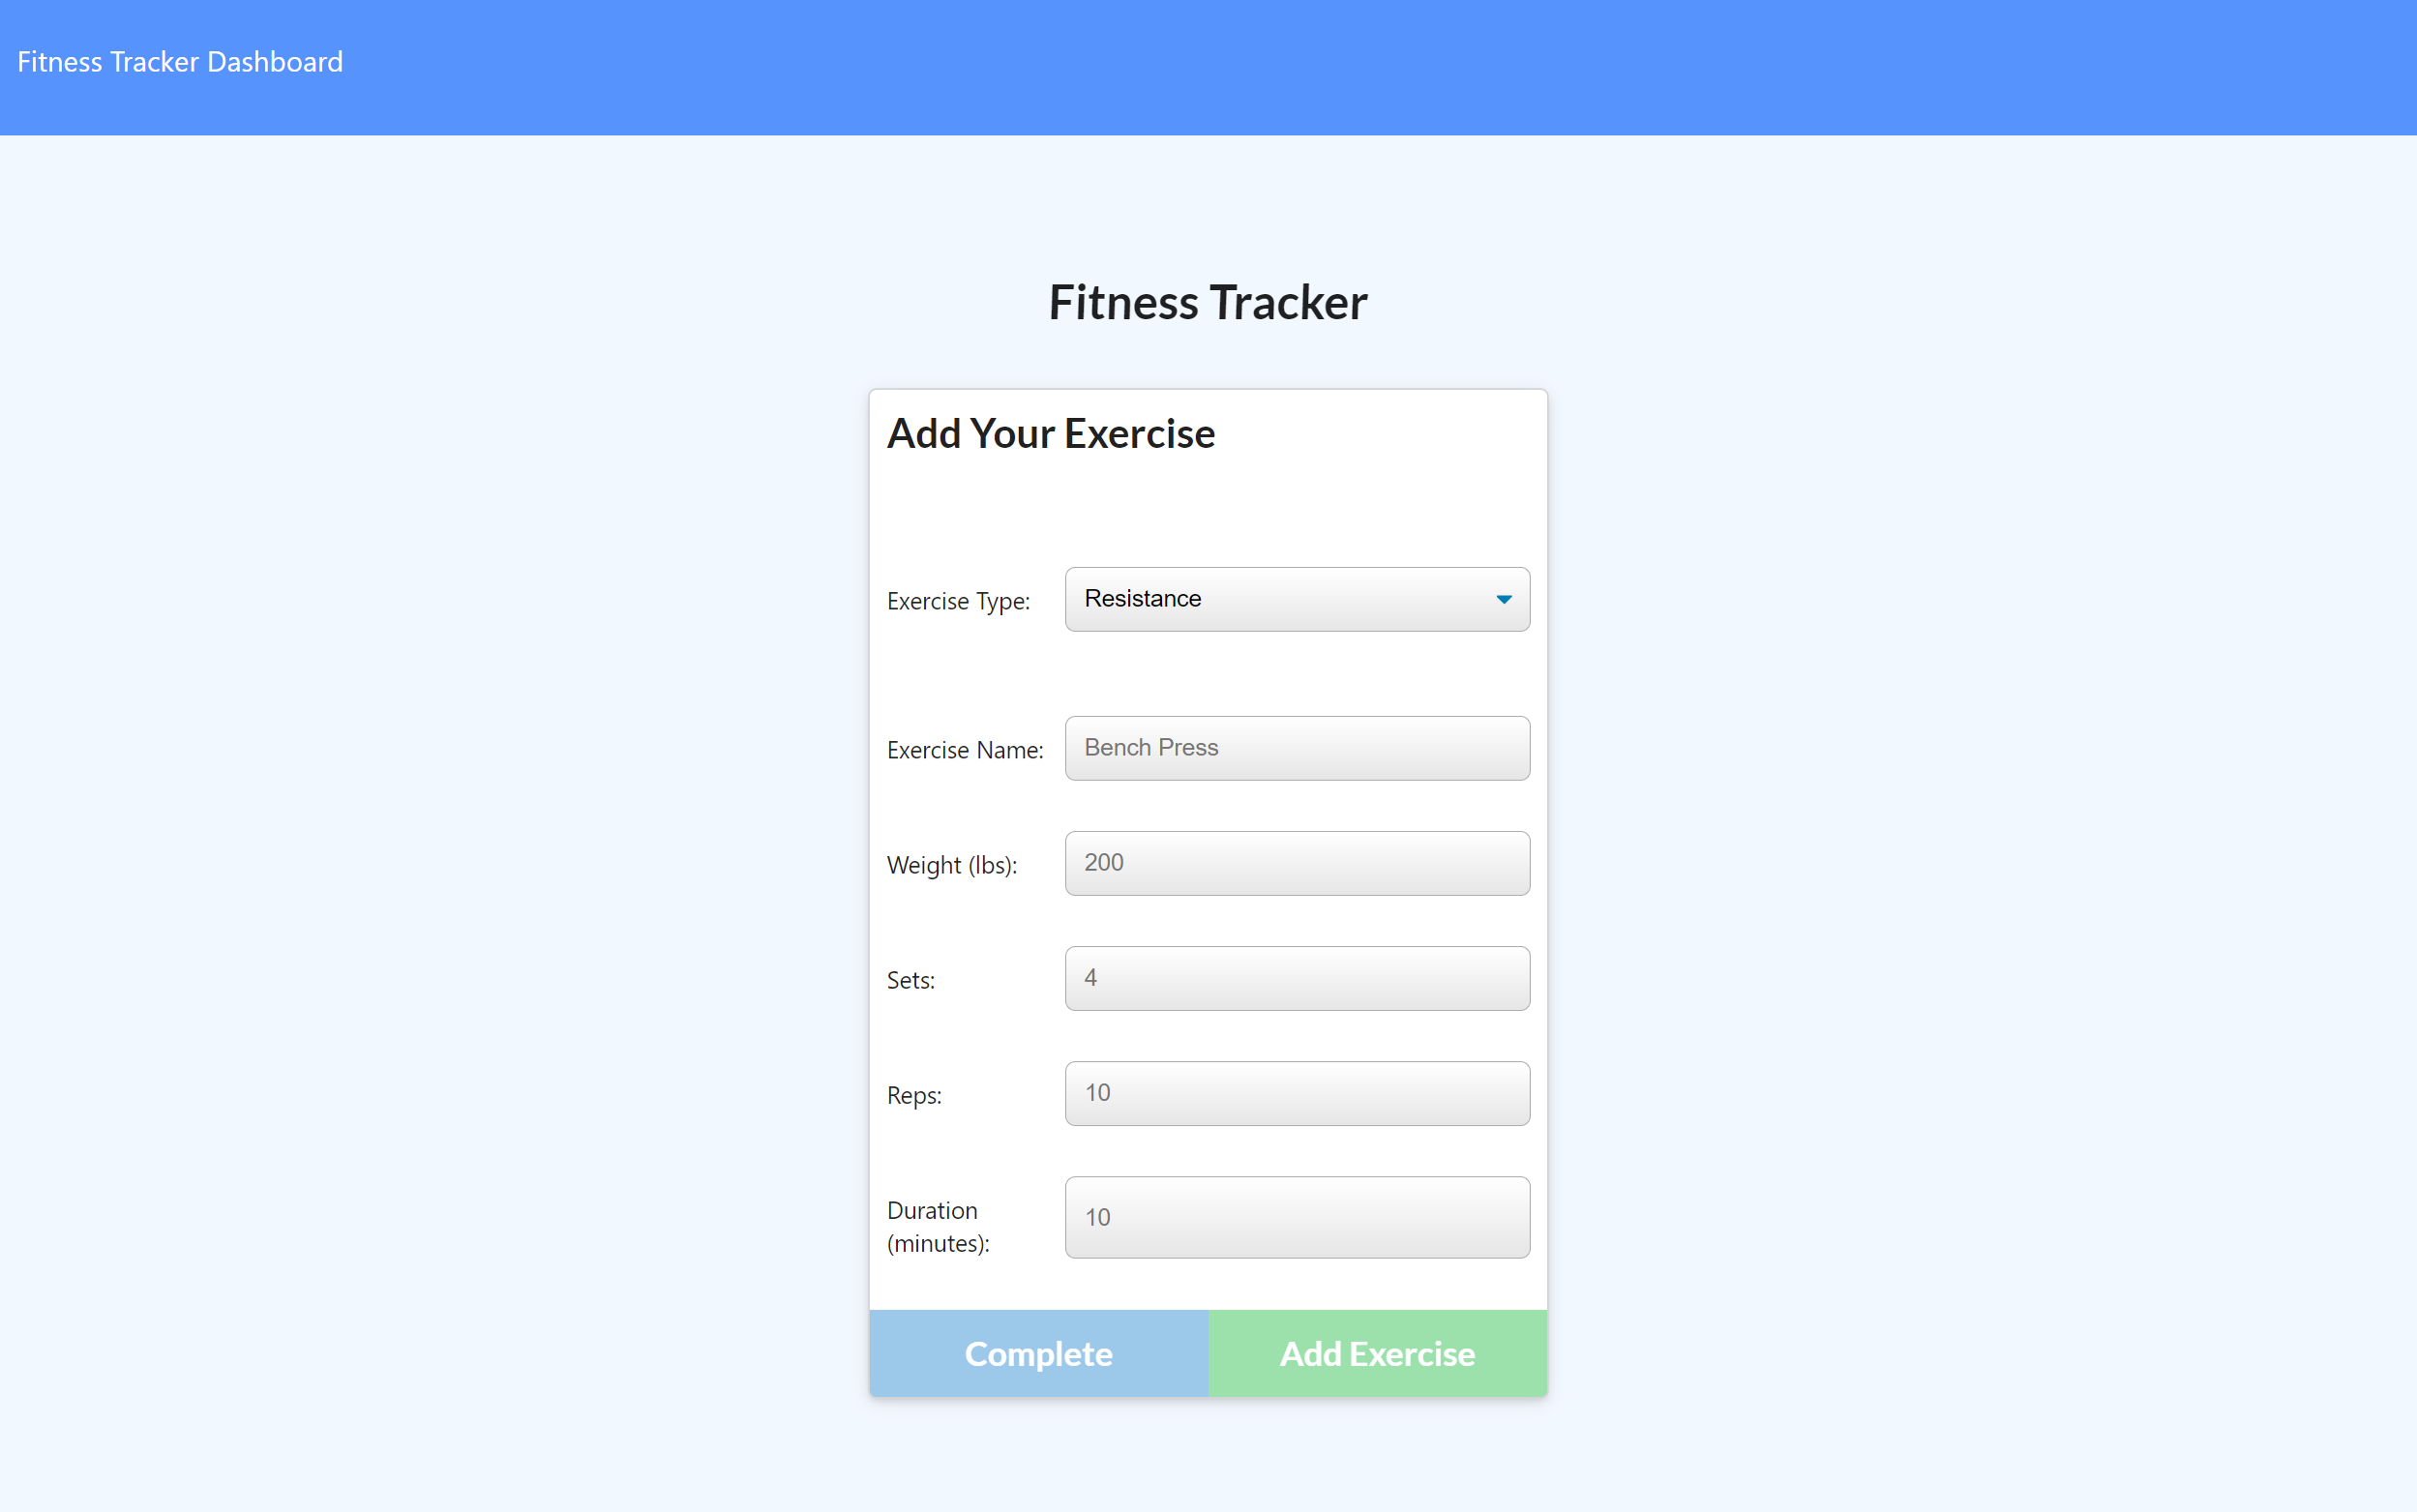 Fitness Tracker Dashboard
Fitness Tracker
Add Your Exercise
Exercise Type: Resistance
Exercise Name: Bench Press
Weight (lbs): 200
Sets: 4
Reps: 10
Duration (minutes): 10
Complete Add Exercise